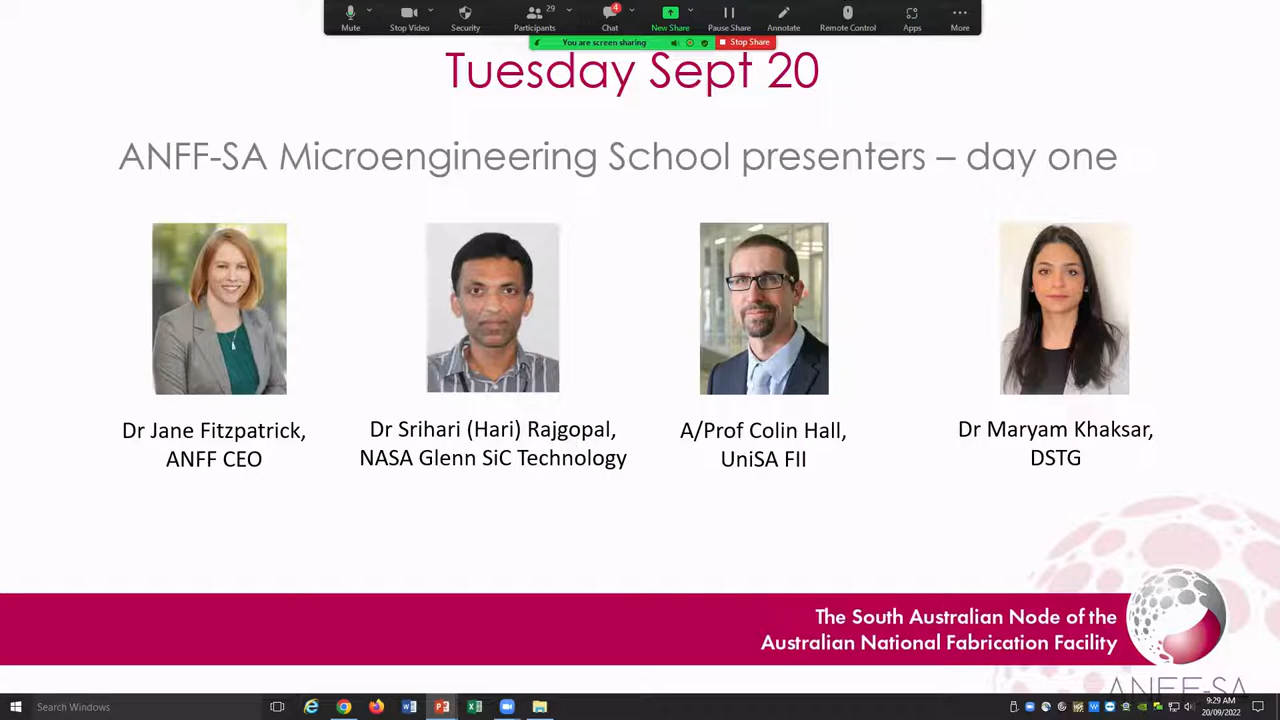 29
4
Mute
Stop Video
Security
Participants
Chat
New Share
Pause Share
Annotate
Remote Control
Apps
More
You are screen sharing
Stop Share
Tuesday Sept 20
ANFF-SA Microengineering School presenters – day one
Dr Jane Fitzpatrick,
ANFF CEO
Dr Srihari (Hari) Rajgopal,
NASA Glenn SiC Technology
A/Prof Colin Hall,
UniSA FII
Dr Maryam Khaksar,
DSTG
The South Australian Node of the
Australian National Fabrication Facility
ANFF-SA
Search Windows
9:29 AM
20/09/2022